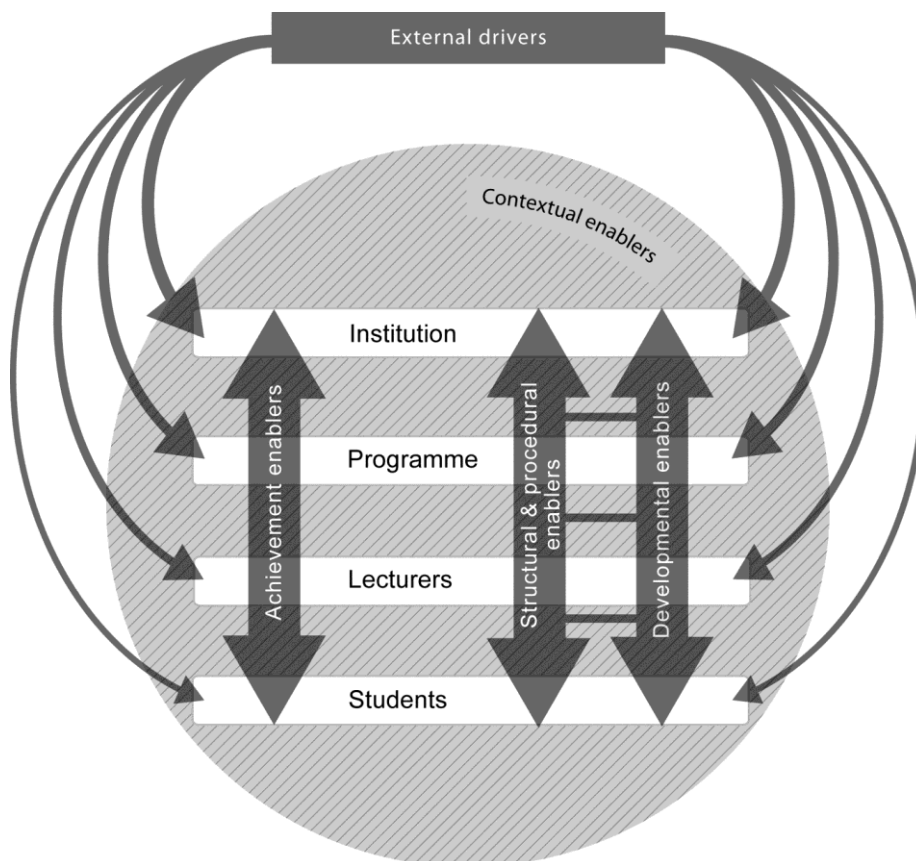 External drivers
Contextual enablers
Institution
Programme
Lecturers
Students
Achievement enablers
Structural & procedural
enablers
Developmental enablers